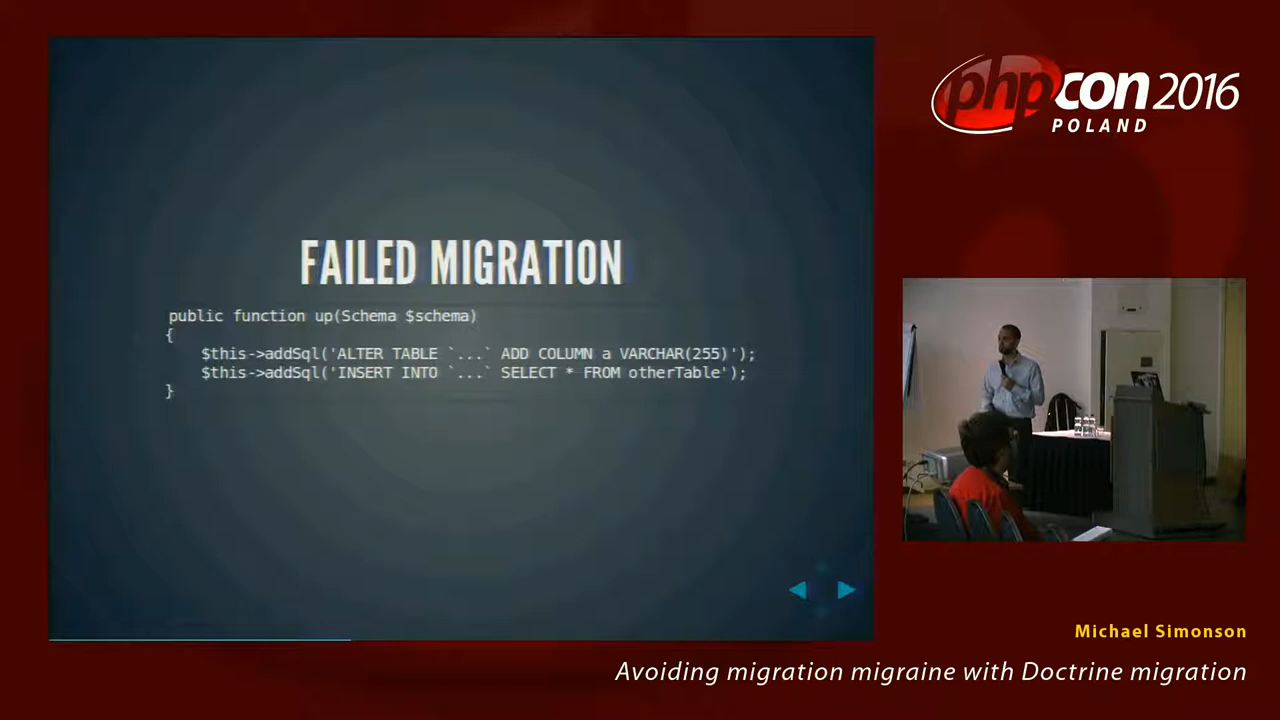 FAILED MIGRATION
public function up(Schema $schema)
{
$this->addSql('ALTER TABLE `...` ADD COLUMN a VARCHAR(255)');
$this->addSql('INSERT INTO `...` SELECT * FROM otherTable');
}
phpcon 2016
POLAND
Michael Simonson
Avoiding migration migraine with Doctrine migration